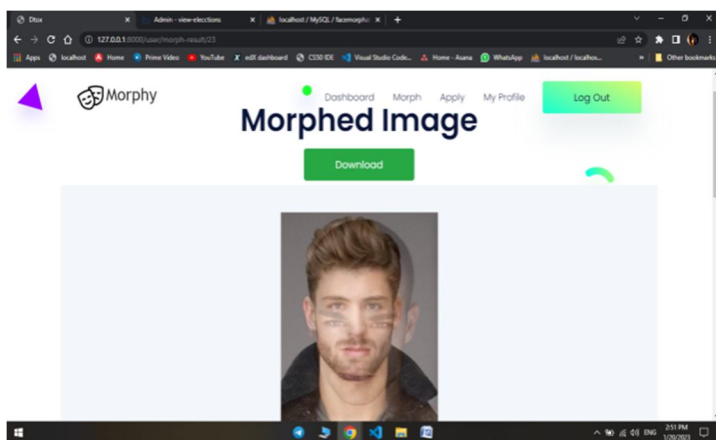 Dtox
Admin - view-elecctions
localhost / MySQL / facemorphi
127.0.0.1:8000/user/morph-result/23
Apps
localhost
Home
Prime Video
YouTube
edX dashboard
CS50 IDE
Visual Studio Code...
Home - Asana
WhatsApp
localhost / localhos...
Other bookmarks
Morphy
Dashboard
Morph
Apply
My Profile
Log Out
Morphed Image
Download
ENG
2:51 PM
1/20/2023